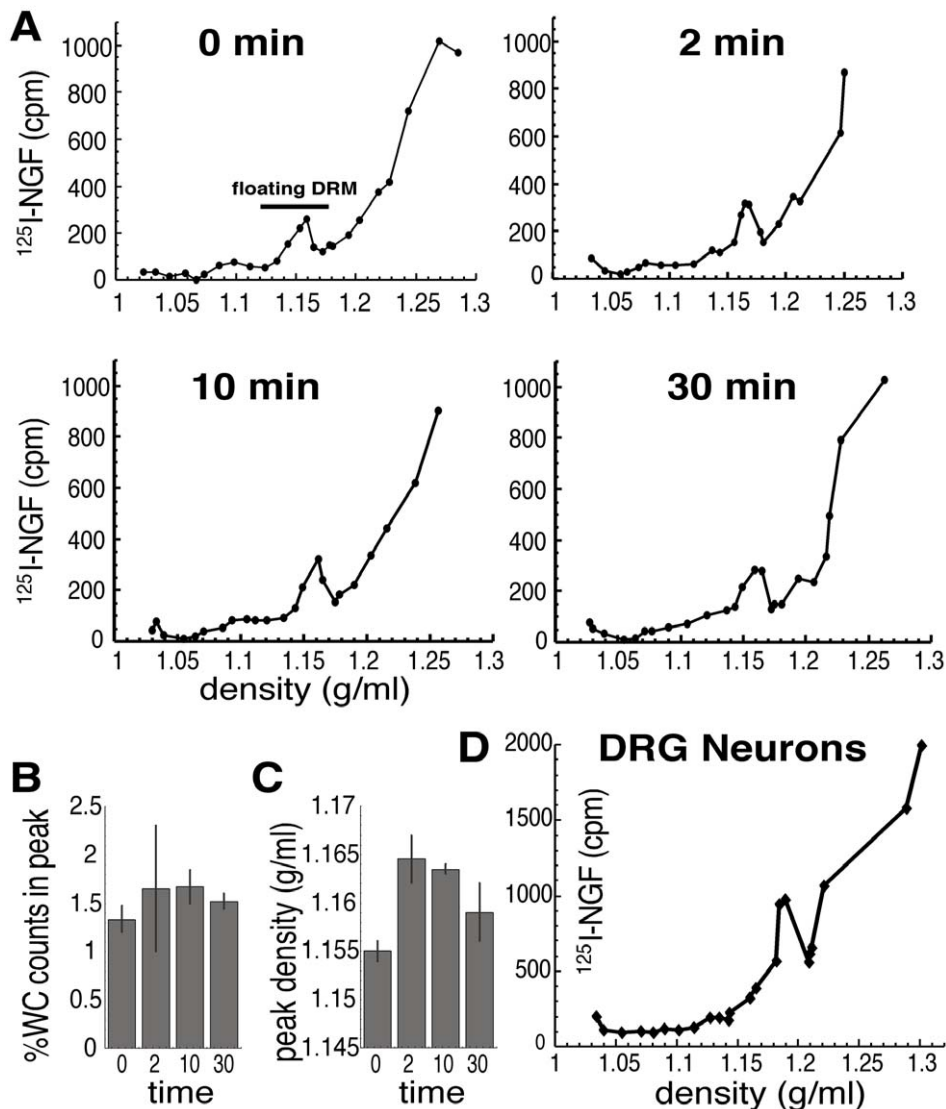 A
0 min
2 min
125I-NGF (cpm)
1000
800
600
400
200
0
floating DRM
1 1.05 1.1 1.15 1.2 1.25 1.3
1000
800
600
400
200
0
1 1.05 1.1 1.15 1.2 1.25 1.3
10 min
30 min
125I-NGF (cpm)
1000
800
600
400
200
0
1 1.05 1.1 1.15 1.2 1.25 1.3
density (g/ml)
1000
800
600
400
200
0
1 1.05 1.1 1.15 1.2 1.25 1.3
B
%WC counts in peak
2.5
2
1.5
1
0.5
0
0 2 10 30
time
C
peak density (g/ml)
1.17
1.165
1.16
1.155
1.15
1.145
0 2 10 30
time
D
DRG Neurons
125I-NGF (cpm)
2000
1500
1000
500
0
1 1.05 1.1 1.15 1.2 1.25 1.3
density (g/ml)